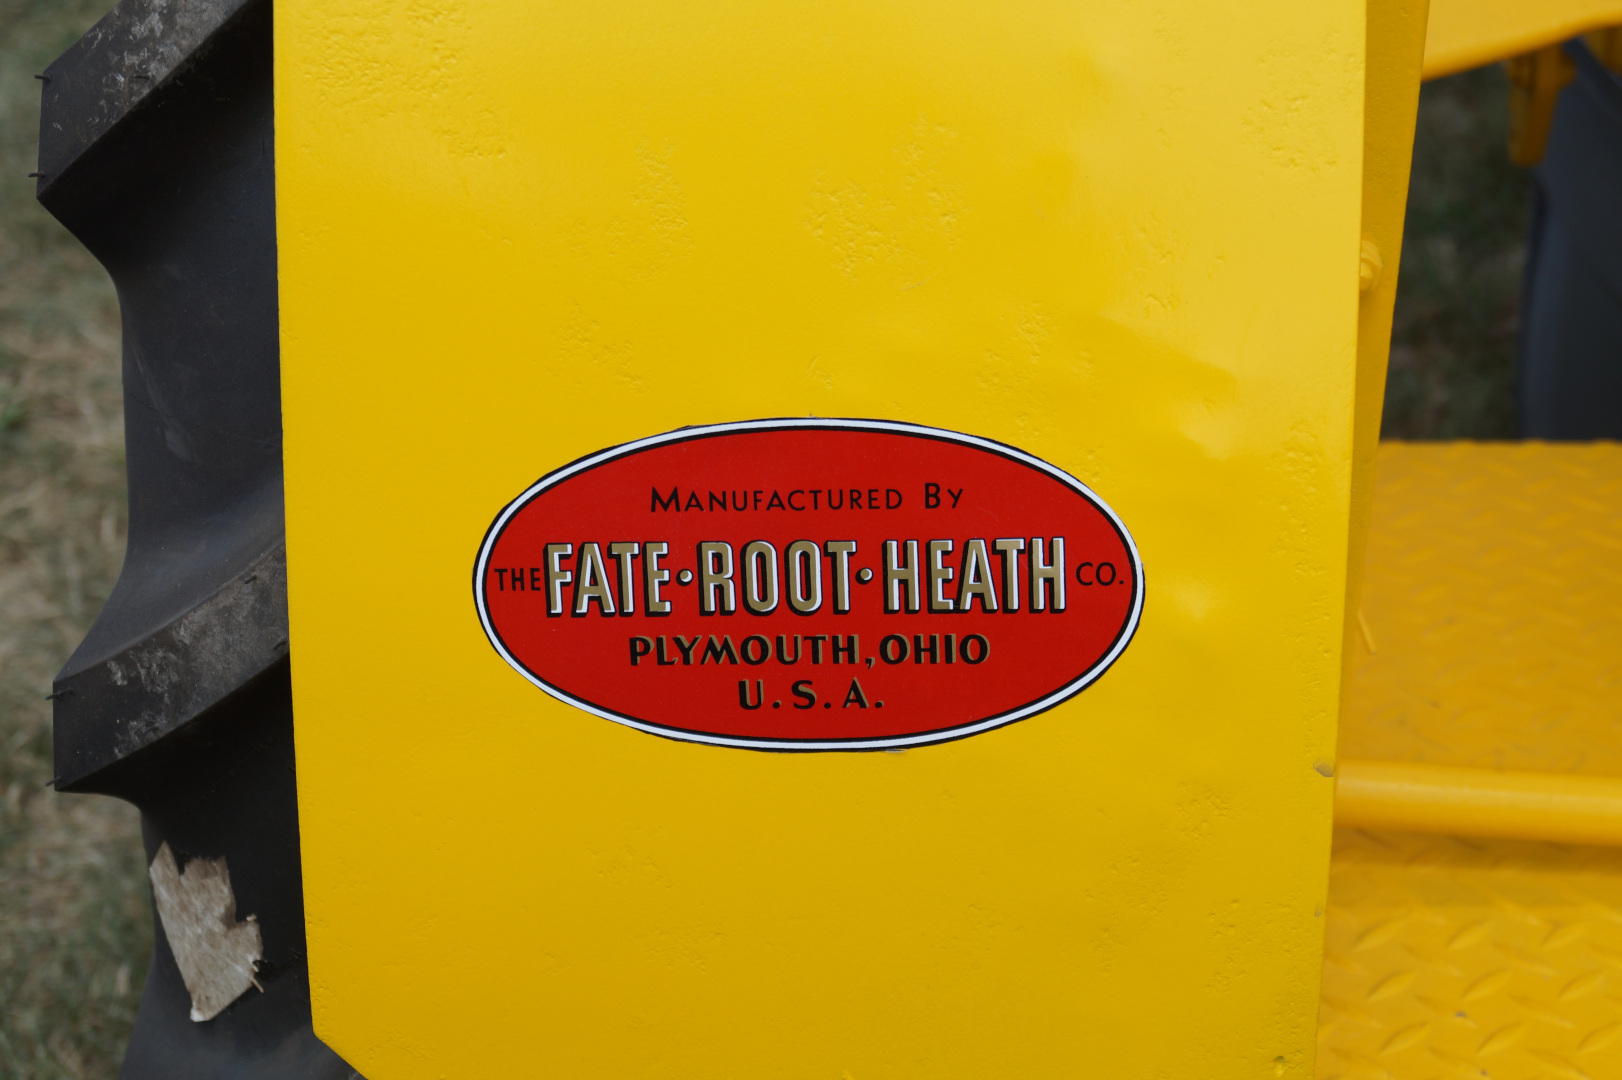 MANUFACTURED BY
THE FATE·ROOT·HEATH CO.
PLYMOUTH, OHIO
U.S.A.